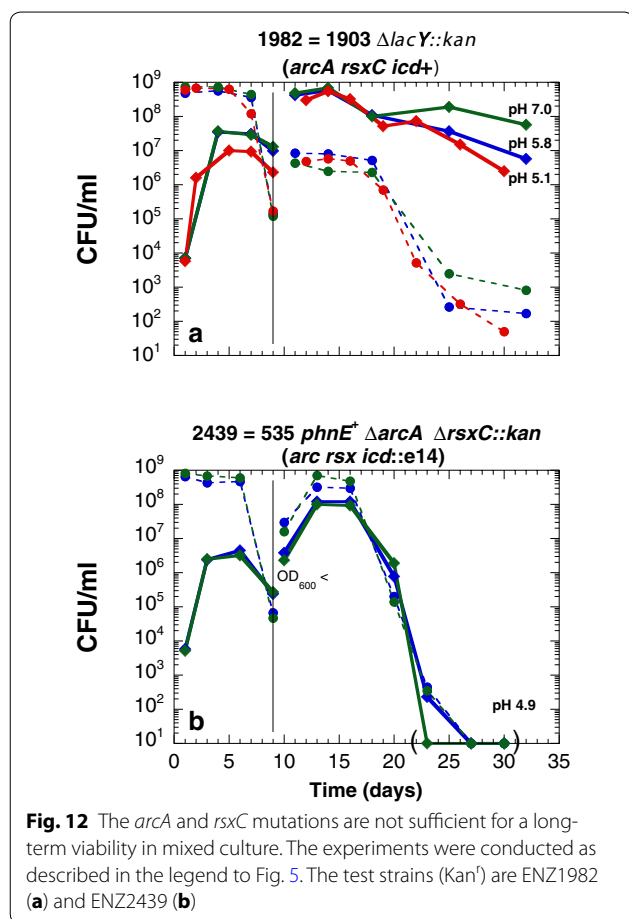 1982 = 1903 ΔlacY::kan
(arcA rsxC icd+)
10⁹
10⁸
10⁷
10⁶
10⁵
10⁴
10³
10²
10¹
CFU/ml
pH 7.0
pH 5.8
pH 5.1
a
2439 = 535 phnE⁺ ΔarcA ΔrsxC::kan
(arc rsx icd::e14)
10⁹
10⁸
10⁷
10⁶
10⁵
10⁴
10³
10²
10¹
CFU/ml
OD₆₀₀ <
pH 4.9
b
( )
0 5 10 15 20 25 30 35
Time (days)
Fig. 12 The arcA and rsxC mutations are not sufficient for a long-
term viability in mixed culture. The experiments were conducted as
described in the legend to Fig. 5. The test strains (Kanʳ) are ENZ1982
(a) and ENZ2439 (b)